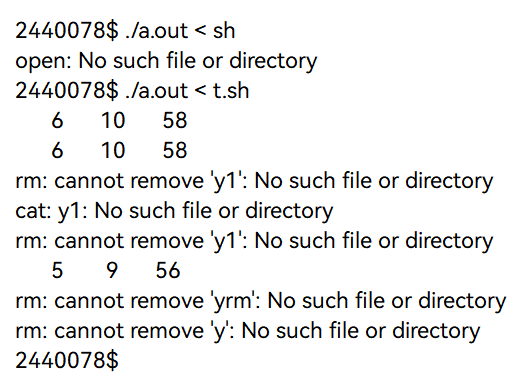 2440078$ ./a.out < sh
open: No such file or directory
2440078$ ./a.out < t.sh
6 10 58
6 10 58
rm: cannot remove 'y1': No such file or directory
cat: y1: No such file or directory
rm: cannot remove 'y1': No such file or directory
5 9 56
rm: cannot remove 'yrm': No such file or directory
rm: cannot remove 'y': No such file or directory
2440078$